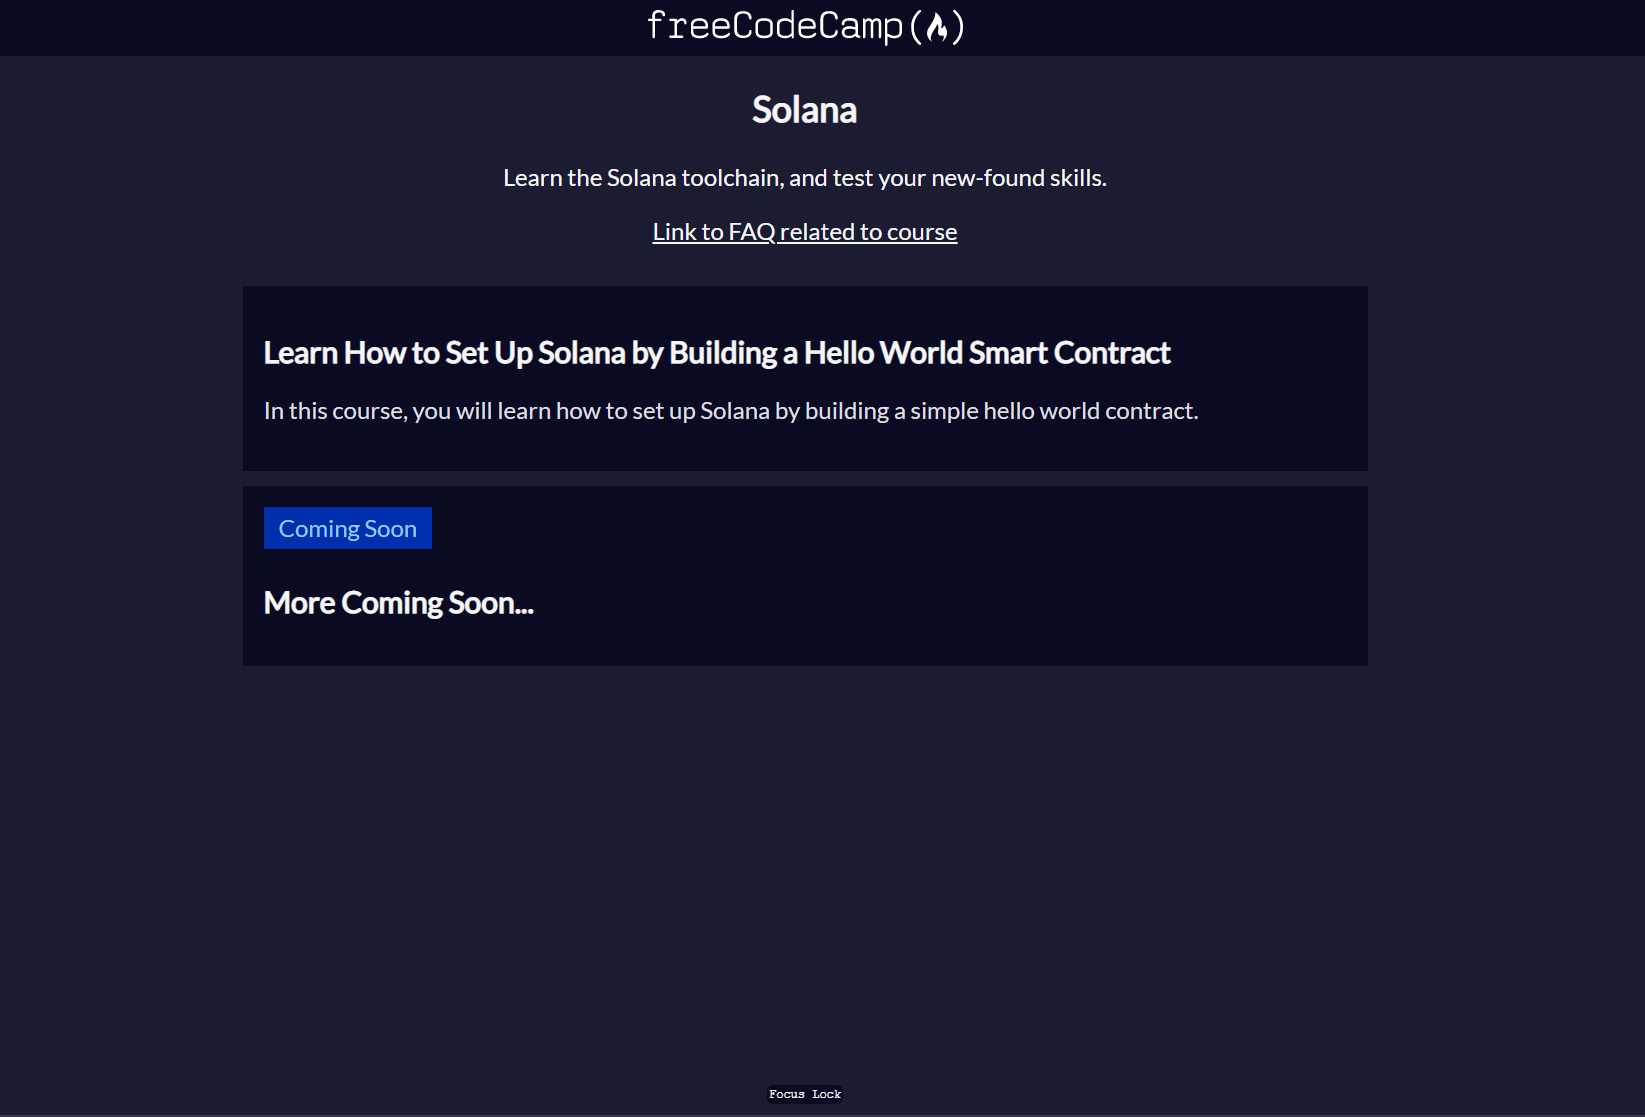 freeCodeCamp
Solana
Learn the Solana toolchain, and test your new-found skills.
Link to FAQ related to course
Learn How to Set Up Solana by Building a Hello World Smart Contract
In this course, you will learn how to set up Solana by building a simple hello world contract.
Coming Soon
More Coming Soon...
Focus Lock